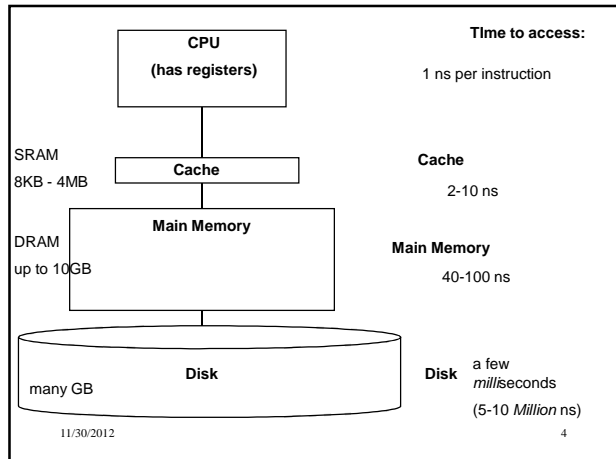 CPU
(has registers)
TIme to access:
1 ns per instruction
SRAM
8KB - 4MB
Cache
Cache
2-10 ns
DRAM
up to 10GB
Main Memory
Main Memory
40-100 ns
many GB
Disk
Disk
a few
milliseconds
(5-10 Million ns)
11/30/2012
4